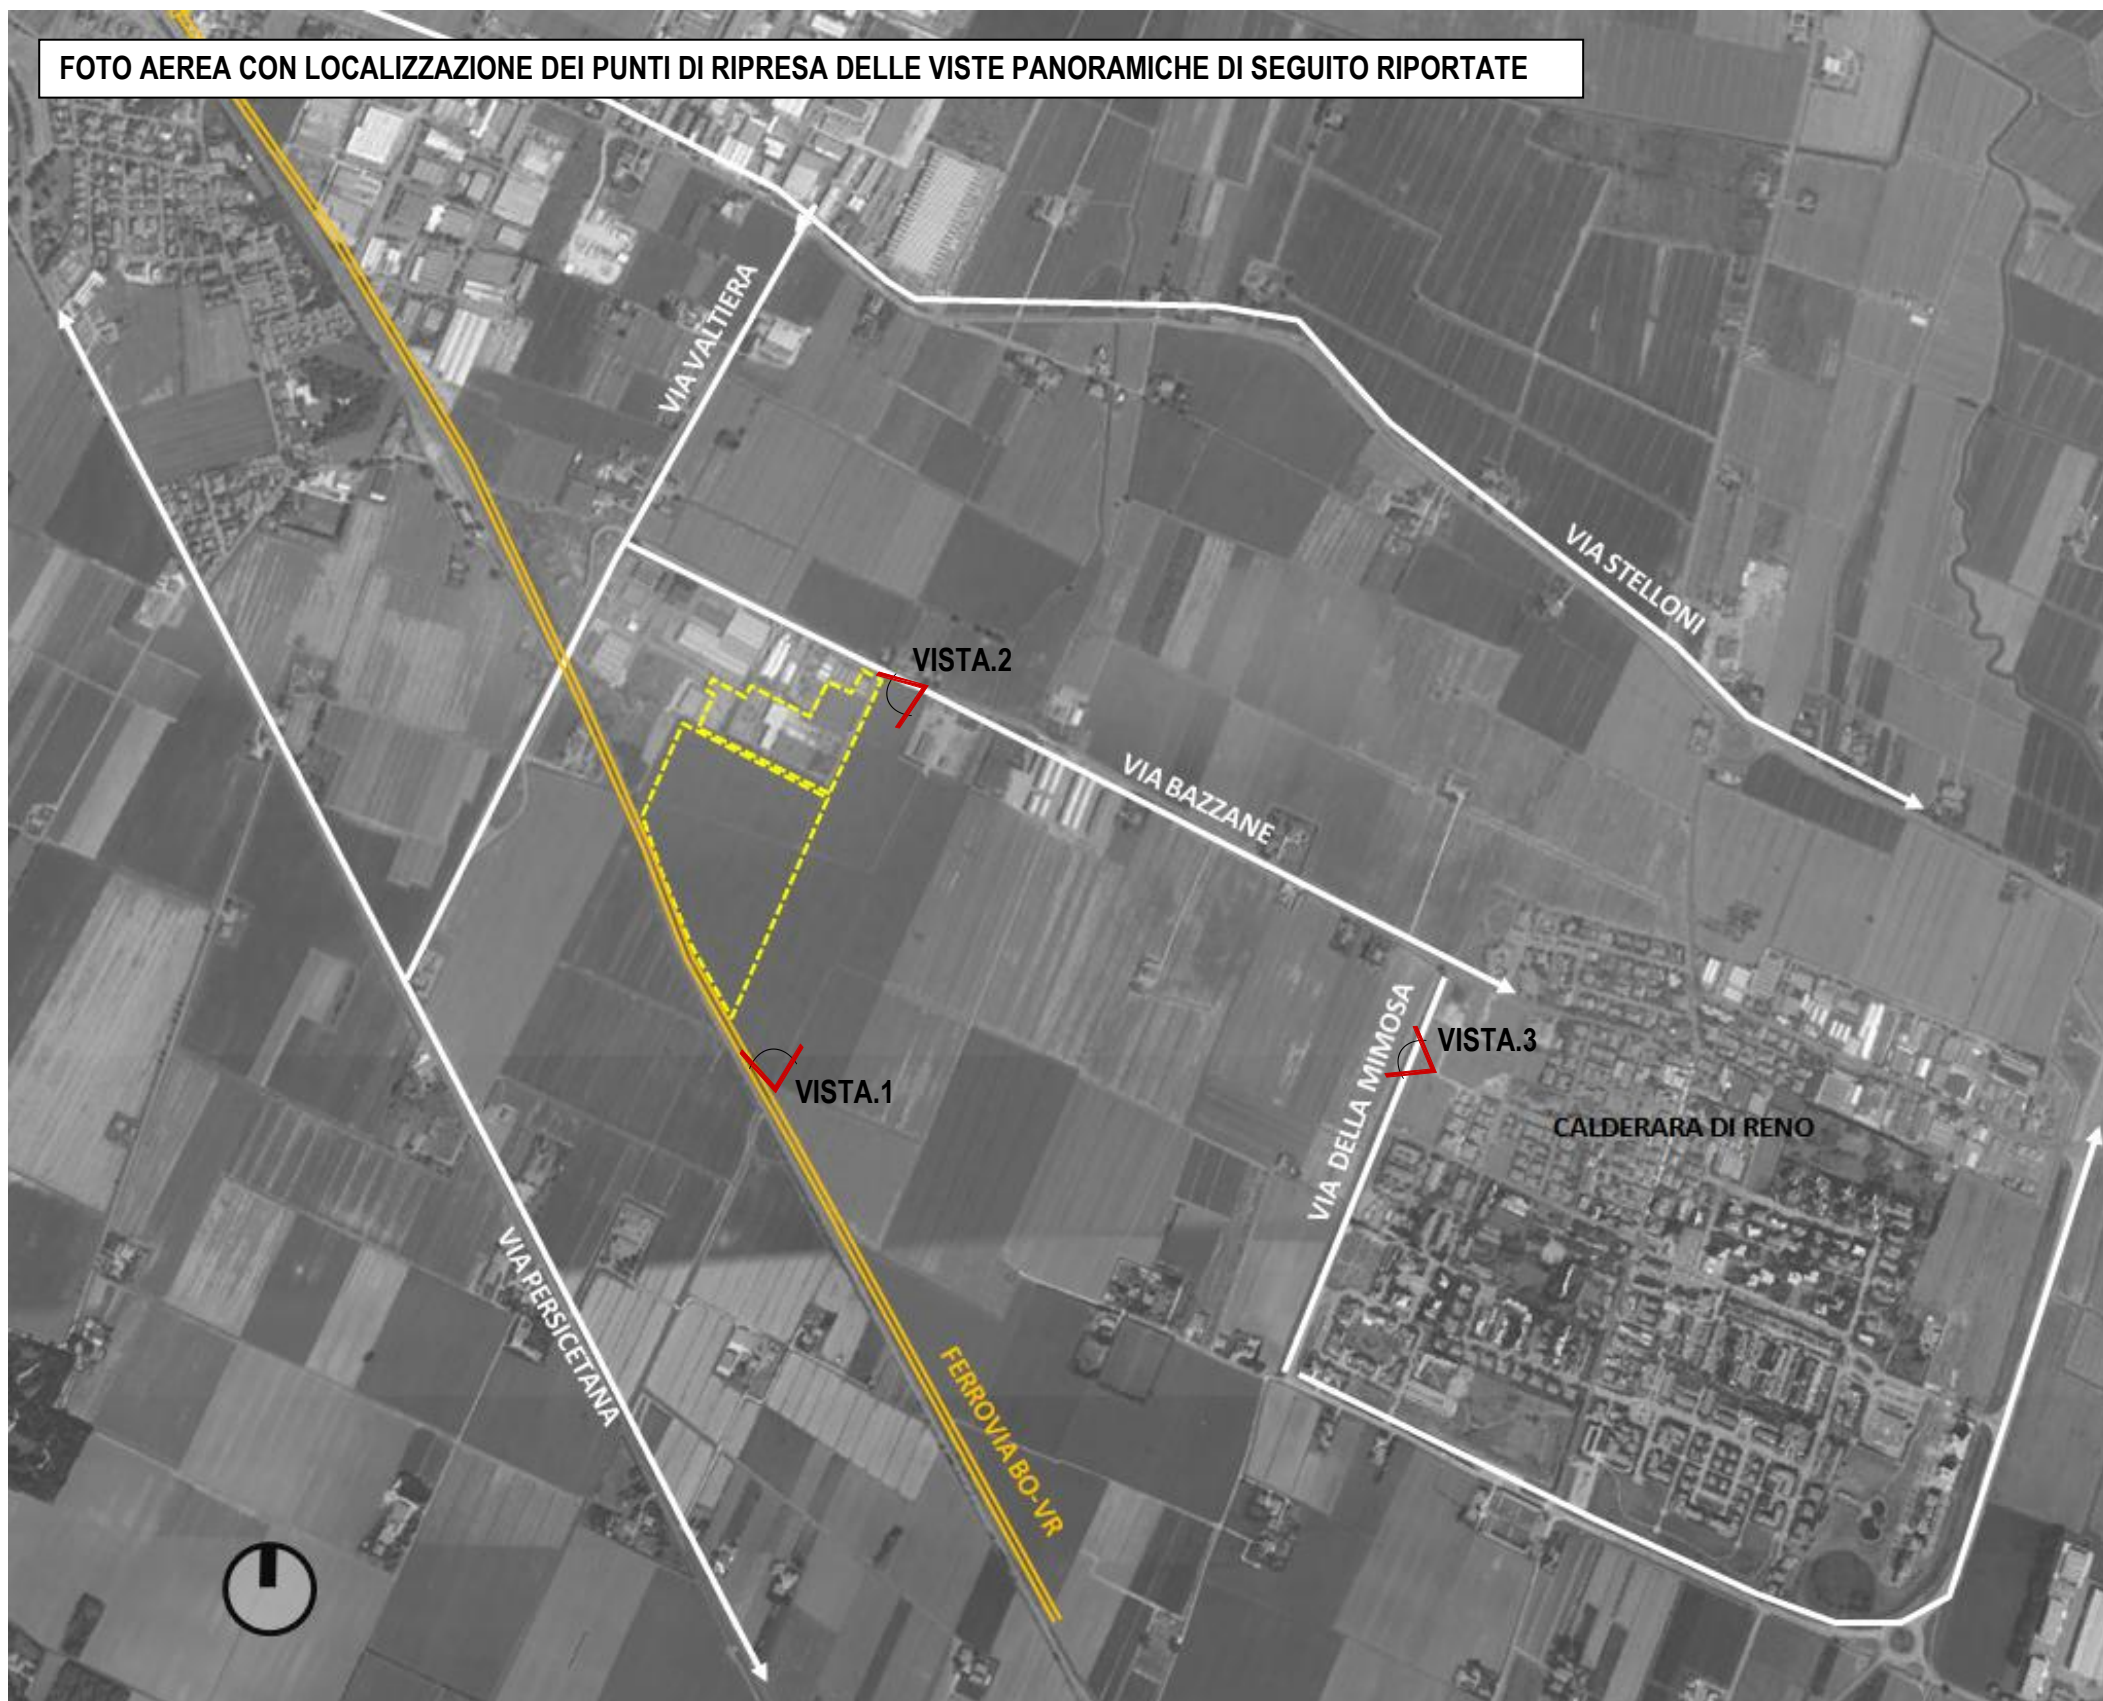 FOTO AEREA CON LOCALIZZAZIONE DEI PUNTI DI RIPRESA DELLE VISTE PANORAMICHE DI SEGUITO RIPORTATE
VIA VALTIERA
VIA STELLONI
VISTA.2
VIA BAZZANE
VIA DELLA MIMOSA
VISTA.3
VISTA.1
CALDERARA DI RENO
VIA PERSICETANA
FERROVIA BO-VR